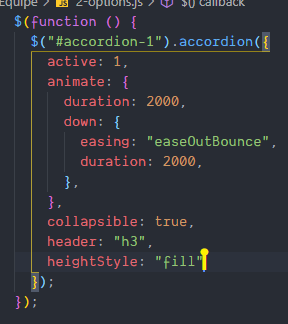 Equipe > JS 2-options.js > callback
$(function () {
$("#accordion-1").accordion({
active: 1,
animate: {
duration: 2000,
down: {
easing: "easeOutBounce",
duration: 2000,
},
},
collapsible: true,
header: "h3",
heightStyle: "fill"
});
});